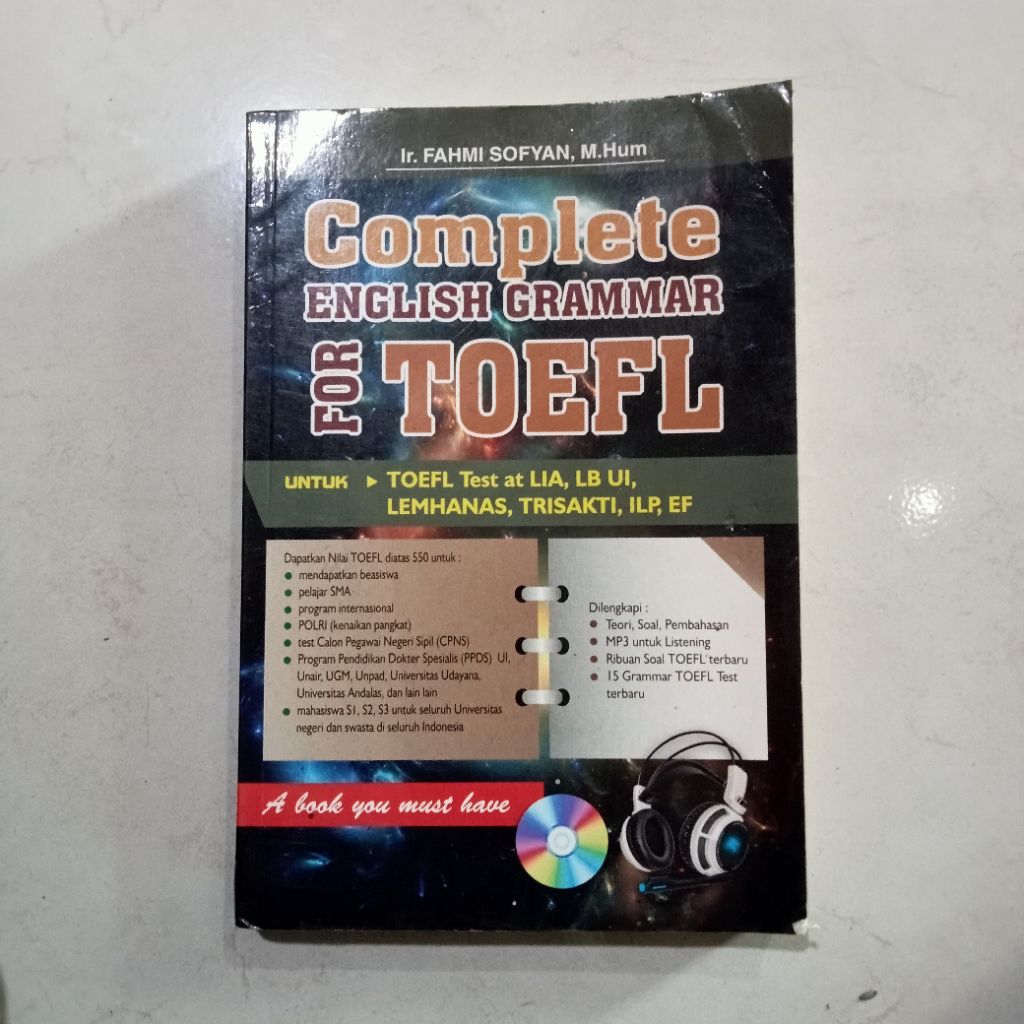 Ir. FAHMI SOFYAN, M.Hum
Complete
ENGLISH GRAMMAR
FOR TOEFL
UNTUK TOEFL Test at LIA, LB UI,
LEMHANAS, TRISAKTI, ILP, EF
Dapatkan Nilai TOEFL diatas 550 untuk :
mendapatkan beasiswa
pelajar SMA
program internasional
POLRI (kenaikan pangkat)
test Calon Pegawai Negeri Sipil (CPNS)
Program Pendidikan Dokter Spesialis (PPDS) UI,
Unair, UGM, Unpad, Universitas Udayana,
Universitas Andalas, dan lain lain
mahasiswa S1, S2, S3 untuk seluruh Universitas
negeri dan swasta di seluruh Indonesia
Dilengkapi :
Teori, Soal, Pembahasan
MP3 untuk Listening
Ribuan Soal TOEFL terbaru
15 Grammar TOEFL Test
terbaru
A book you must have